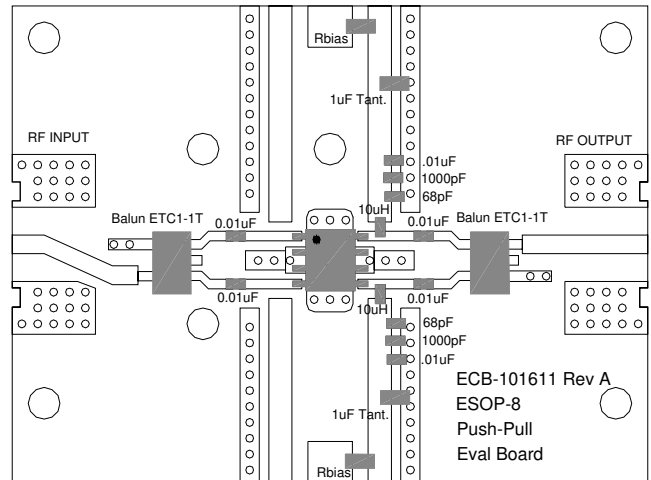 Rbias
1uF Tant.
RF INPUT
RF OUTPUT
.01uF
1000pF
68pF
10uH
Balun ETC1-1T
0.01uF
0.01uF
Balun ETC1-1T
0.01uF
10uH
0.01uF
68pF
1000pF
.01uF
1uF Tant.
Rbias
ECB-101611 Rev A
ESOP-8
Push-Pull
Eval Board